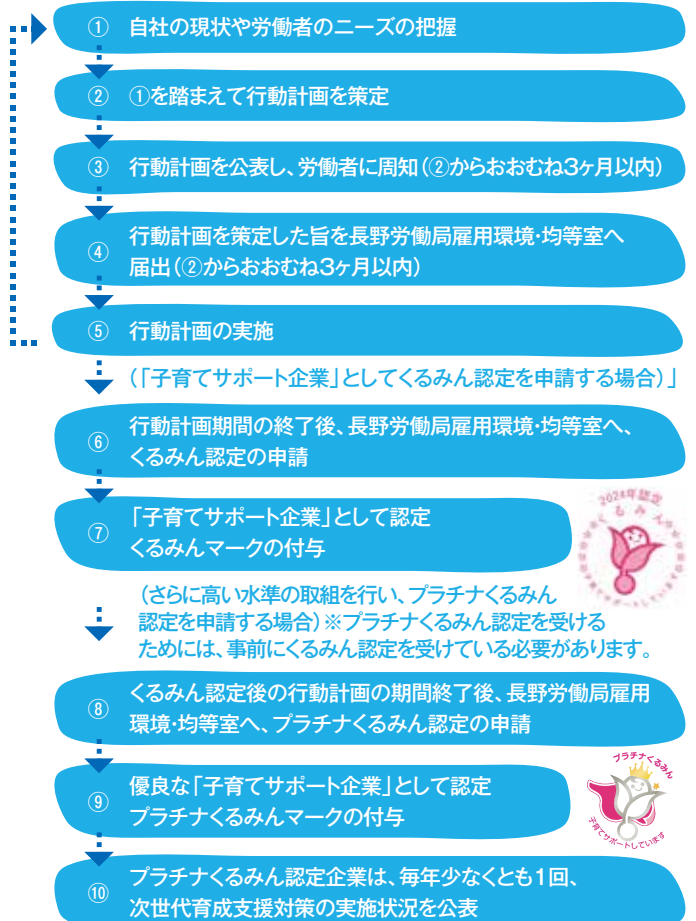 ① 自社の現状や労働者のニーズの把握
② ①を踏まえて行動計画を策定
③ 行動計画を公表し、労働者に周知(②からおおむね3ヶ月以内)
④ 行動計画を策定した旨を長野労働局雇用環境・均等室へ
届出(②からおおむね3ヶ月以内)
⑤ 行動計画の実施
(「子育てサポート企業」としてくるみん認定を申請する場合)」
⑥ 行動計画期間の終了後、長野労働局雇用環境・均等室へ、
くるみん認定の申請
⑦ 「子育てサポート企業」として認定
くるみんマークの付与
2024年認定
くるみん
子育てサポートしています
(さらに高い水準の取組を行い、プラチナくるみん
認定を申請する場合)※プラチナくるみん認定を受ける
ためには、事前にくるみん認定を受けている必要があります。
⑧ くるみん認定後の行動計画の期間終了後、長野労働局雇用
環境・均等室へ、プラチナくるみん認定の申請
⑨ 優良な「子育てサポート企業」として認定
プラチナくるみんマークの付与
プラチナくるみん
子育てサポートしています
⑩ プラチナくるみん認定企業は、毎年少なくとも1回、
次世代育成支援対策の実施状況を公表